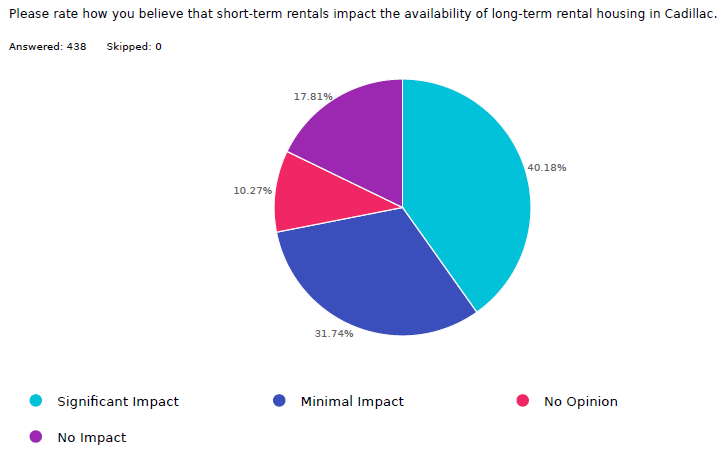 Please rate how you believe that short-term rentals impact the availability of long-term rental housing in Cadillac.
Answered: 438 Skipped: 0
17.81%
40.18%
10.27%
31.74%
Significant Impact Minimal Impact No Opinion
No Impact